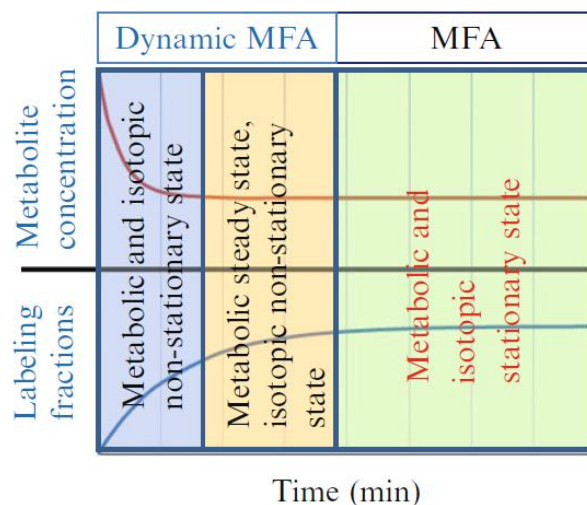 Dynamic MFA
MFA
Metabolite
concentration
Labeling
fractions
Metabolic and isotopic
non-stationary state
Metabolic steady state,
isotopic non-stationary
state
Metabolic and
isotopic
stationary state
Time (min)